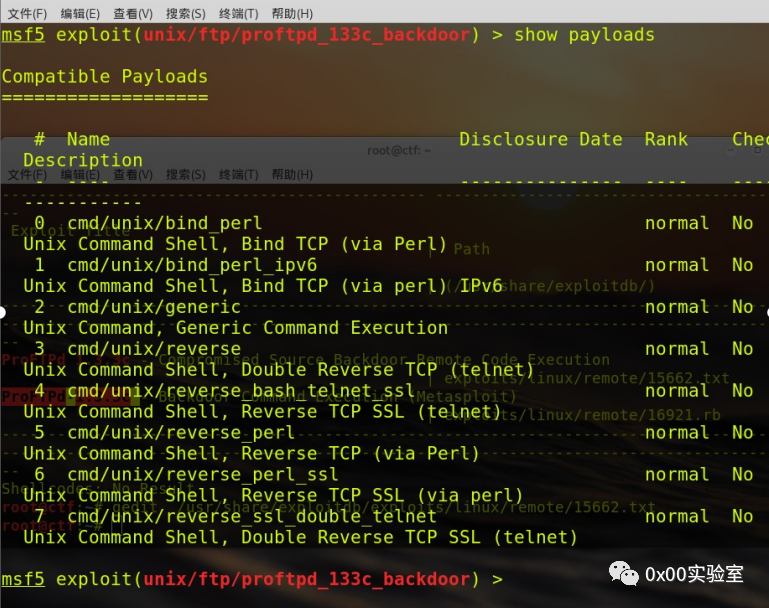 文件(F) 编辑(E) 查看(V) 搜索(S) 终端(T) 帮助(H)
msf5 exploit(unix/ftp/proftpd_133c_backdoor) > show payloads
Compatible Payloads
===================
# Name Disclosure Date Rank Chec
Description
root@ctf: ~
文件(F) 编辑(E) 查看(V) 搜索(S) 终端(T) 帮助(H)
- ---- --------------- ---- ----
-----------
0 cmd/unix/bind_perl normal No
Exploit Title
Unix Command Shell, Bind TCP (via Perl)
| Path
1 cmd/unix/bind_perl_ipv6 normal No
Unix Command Shell, Bind TCP (via perl) IPv6
share/exploitdb/)
2 cmd/unix/generic normal No
Unix Command, Generic Command Execution
3 cmd/unix/reverse normal No
Compromised Source Backdoor Remote Code Execution
Unix Command Shell, Double Reverse TCP (telnet)
| exploits/linux/remote/15662.txt
4 cmd/unix/reverse_bash_telnet_ssl normal No
Backdoor Command Execution (Metasploit)
Unix Command Shell, Reverse TCP SSL (telnet)
exploits/linux/remote/16921.rb
5 cmd/unix/reverse_perl normal No
Unix Command Shell, Reverse TCP (via Perl)
6 cmd/unix/reverse_perl_ssl normal No
Shellcodes: No Result
Unix Command Shell, Reverse TCP SSL (via perl)
root@ctf:~# gedit /usr/share/exploitdb/exploits/linux/remote/15662.txt
7 cmd/unix/reverse_ssl_double_telnet normal No
root@ctf:~#
Unix Command Shell, Double Reverse TCP SSL (telnet)
msf5 exploit(unix/ftp/proftpd_133c_backdoor) >
0x00实验室